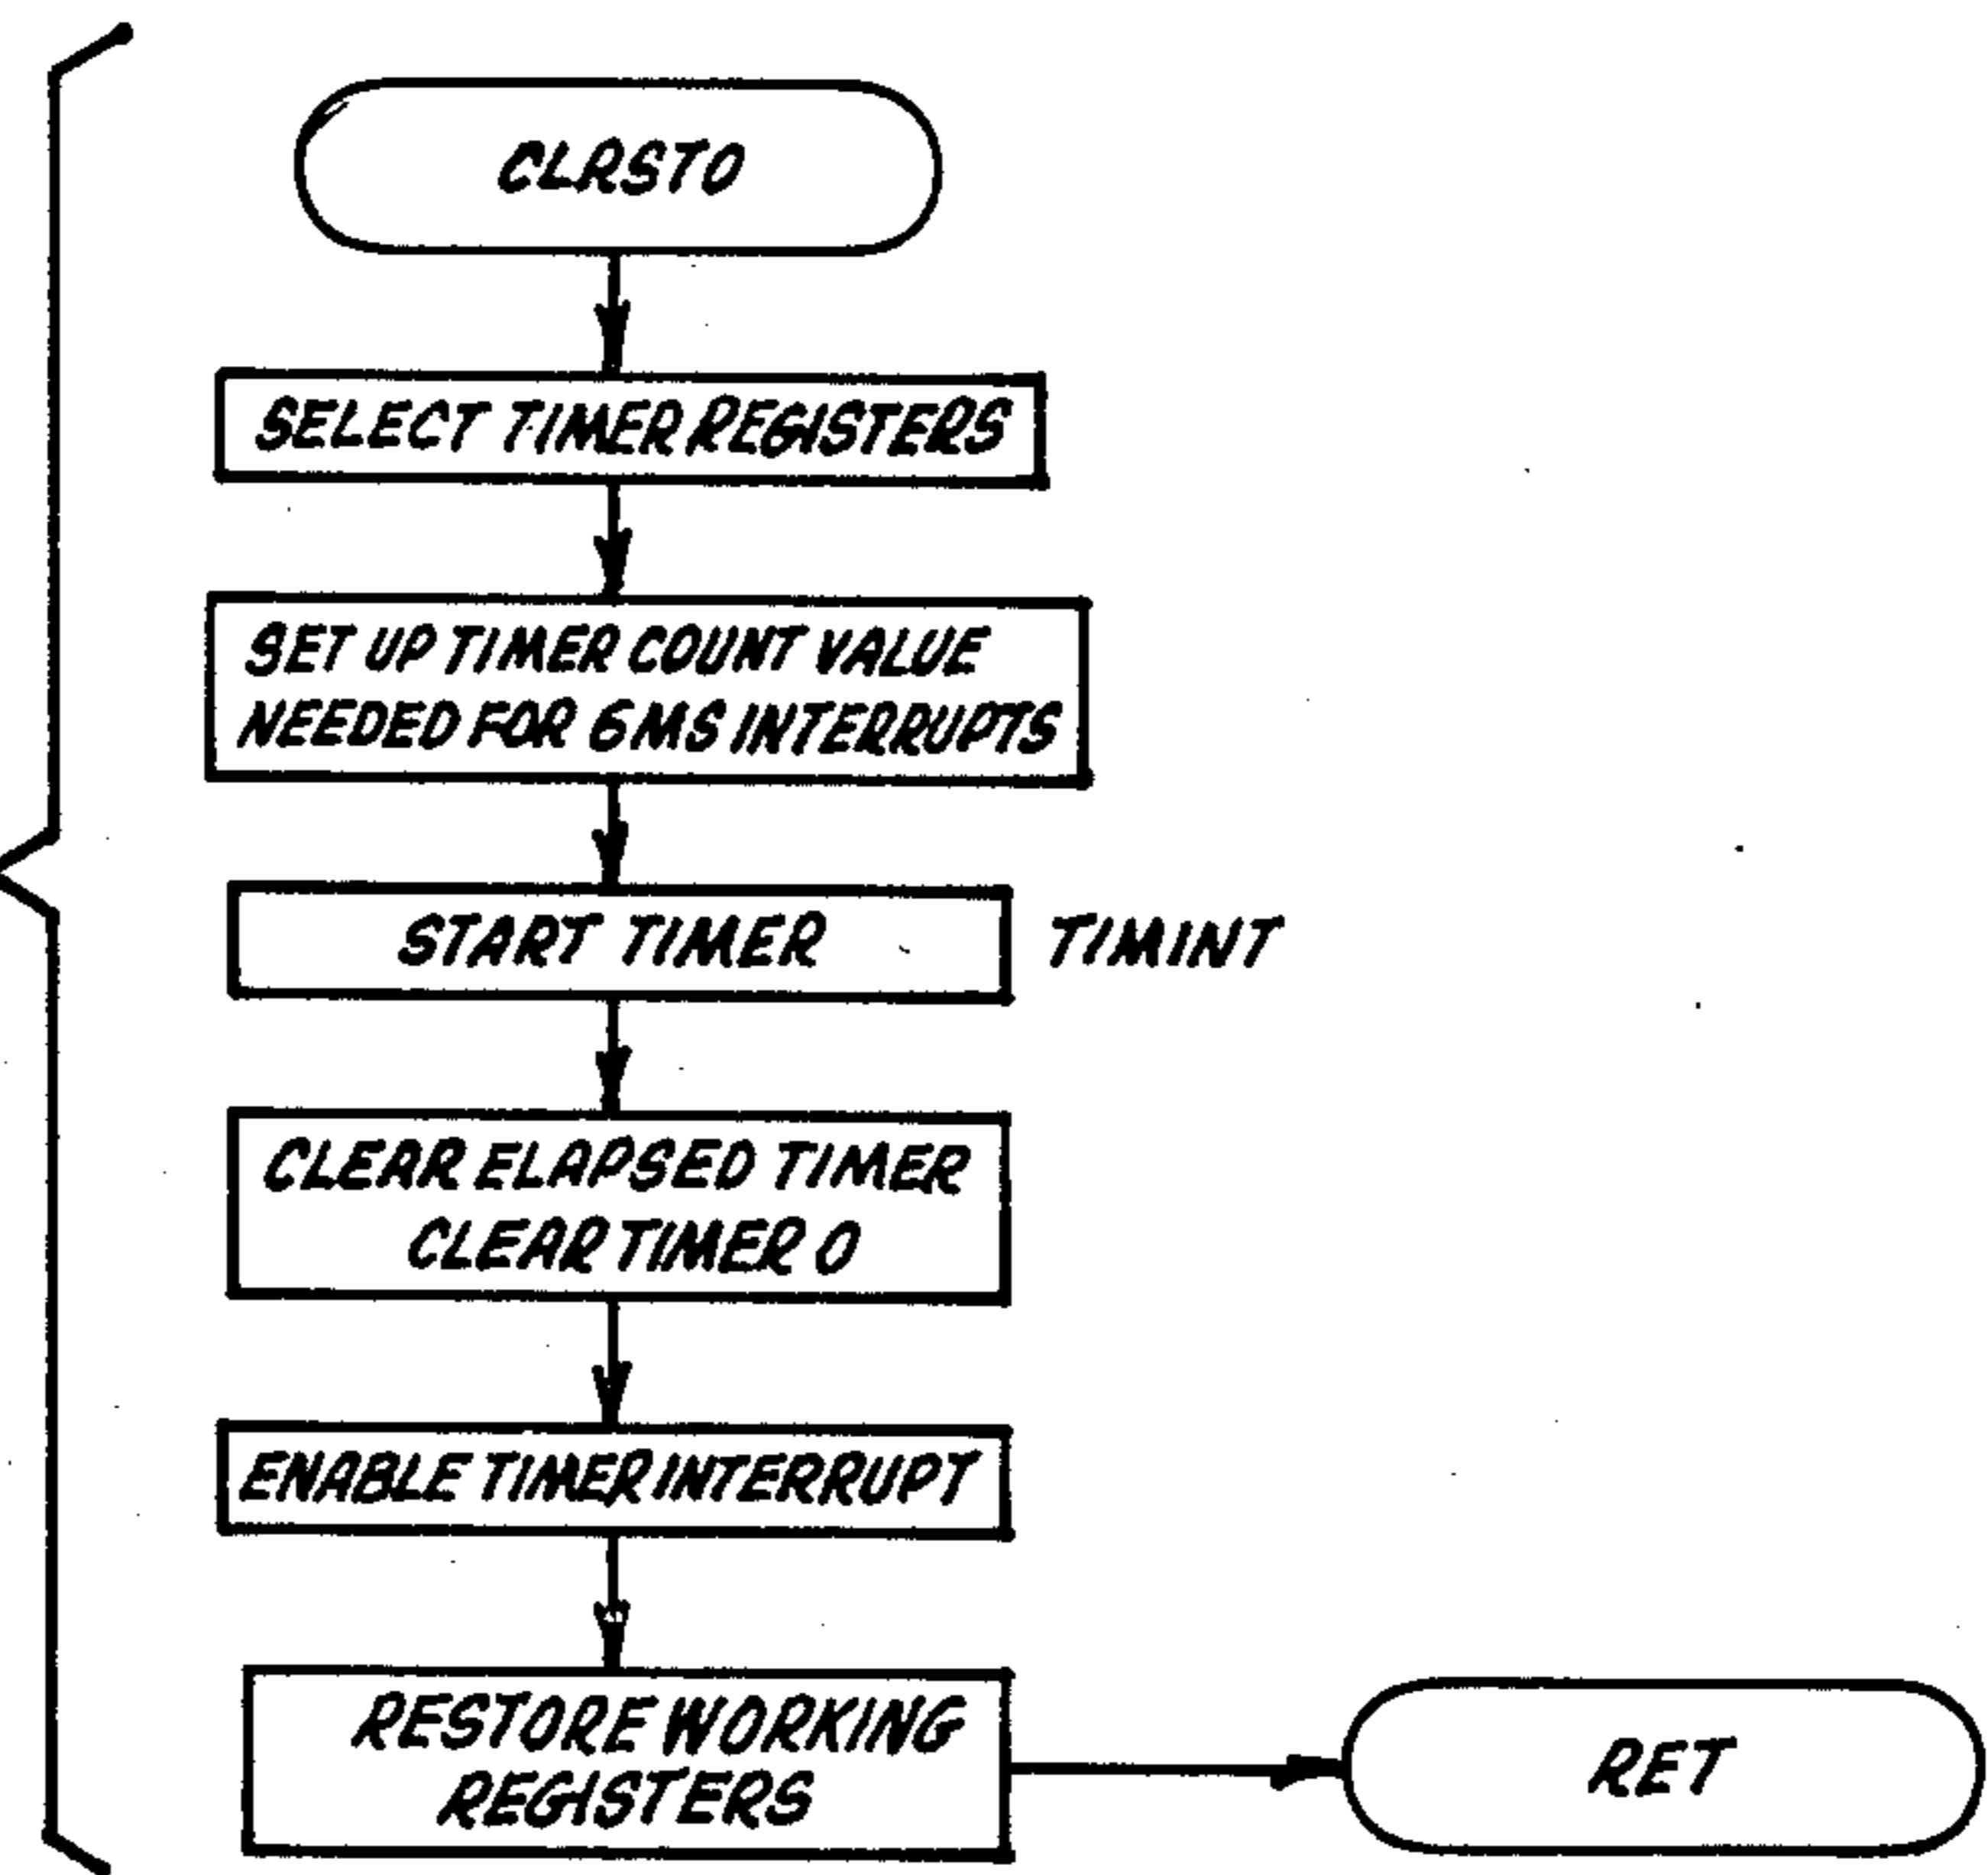 CLRSTO
SELECT TIMER REGISTERS
SET UP TIMER COUNT VALUE
NEEDED FOR 6MS INTERRUPTS
START TIMER
TIMINT
CLEAR ELAPSED TIMER
CLEAR TIMER 0
ENABLE TIMER INTERRUPT
RESTORE WORKING
REGISTERS
RET